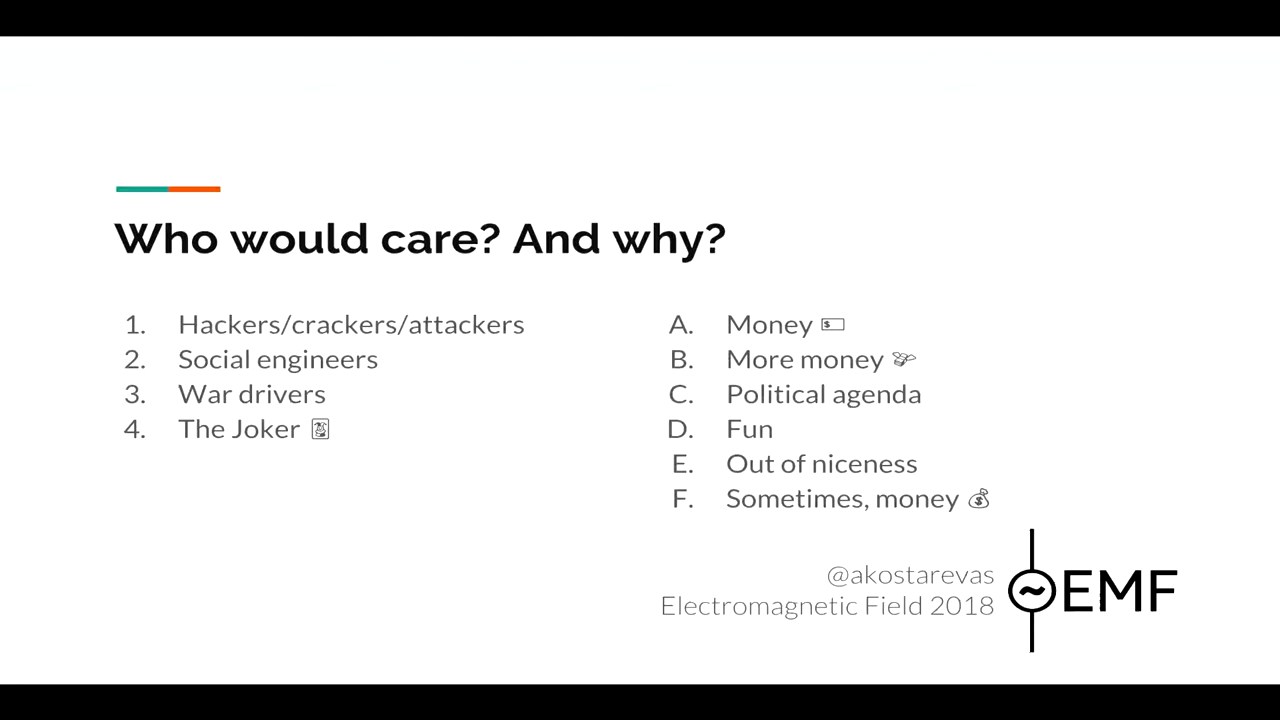 Who would care? And why?
1. Hackers/crackers/attackers
2. Social engineers
3. War drivers
4. The Joker 🃏
A. Money 💵
B. More money 💸
C. Political agenda
D. Fun
E. Out of niceness
F. Sometimes, money 💰
@akostarevas
Electromagnetic Field 2018
EMF